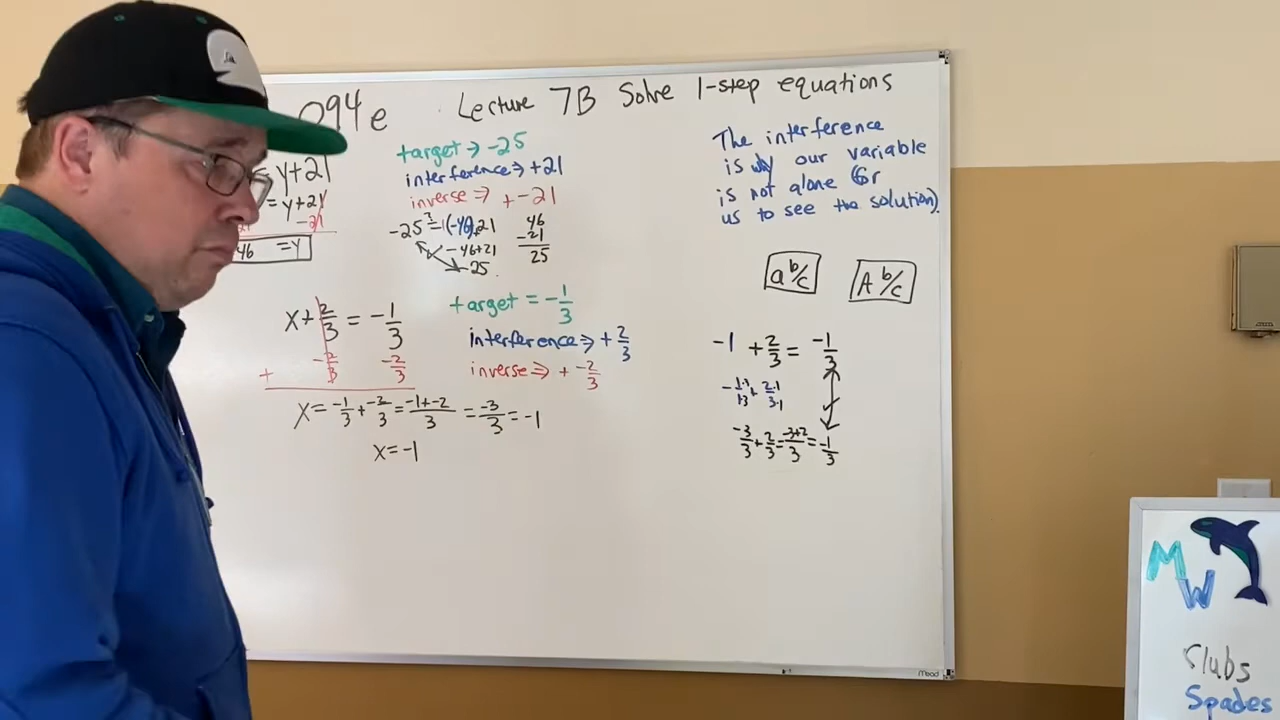 094e Lecture 7B Solve 1-step equations
y+21
= y+21
-21
46 =y
target → -25
interference ⇒ +21
inverse ⇒ + -21
-25 ?= (-46)+21
-46+21
-25
46
-21
25
The interference
is why our variable
is not alone (for
us to see the solution).
a b/c
A b/c
x + 2/3 = -1/3
+ -2/3 -2/3
x = -1/3 + -2/3 = -1+-2/3 = -3/3 = -1
x = -1
target = -1/3
interference ⇒ + 2/3
inverse ⇒ + -2/3
-1 + 2/3 = -1/3
-3/3 + 2/3 = -3+2/3 = -1/3
Mead
MW
Clubs
Spades